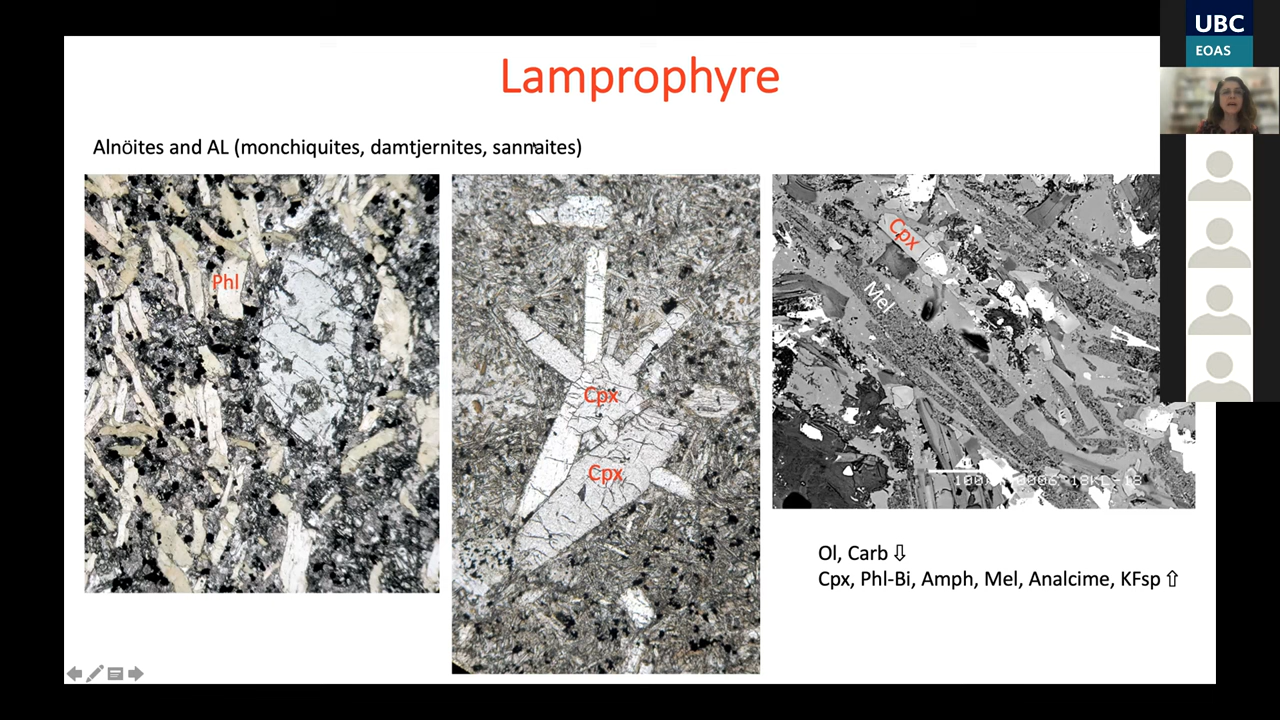 UBC
EOAS
Lamprophyre
Alnöites and AL (monchiquites, damtjernites, sannaites)
Phl
Cpx
Cpx
Cpx
Mel
Ol, Carb ⇩
Cpx, Phl-Bi, Amph, Mel, Analcime, KFsp ⇧